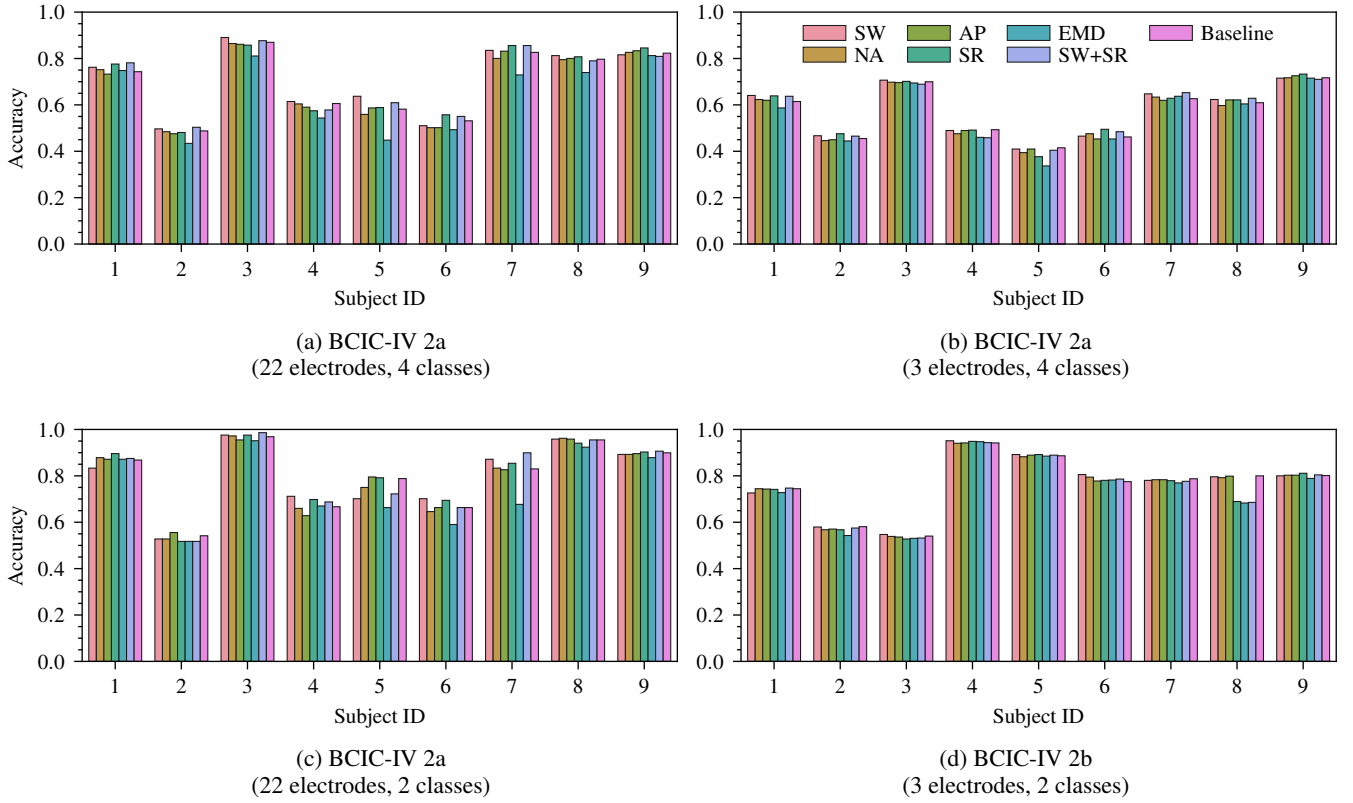 1.0
0.8
0.6
0.4
0.2
0.0
Accuracy
1 2 3 4 5 6 7 8 9
Subject ID
(a) BCIC-IV 2a
(22 electrodes, 4 classes)
1.0
0.8
0.6
0.4
0.2
0.0
SW AP EMD Baseline
NA SR SW+SR
1 2 3 4 5 6 7 8 9
Subject ID
(b) BCIC-IV 2a
(3 electrodes, 4 classes)
1.0
0.8
0.6
0.4
0.2
0.0
Accuracy
1 2 3 4 5 6 7 8 9
Subject ID
(c) BCIC-IV 2a
(22 electrodes, 2 classes)
1.0
0.8
0.6
0.4
0.2
0.0
1 2 3 4 5 6 7 8 9
Subject ID
(d) BCIC-IV 2b
(3 electrodes, 2 classes)